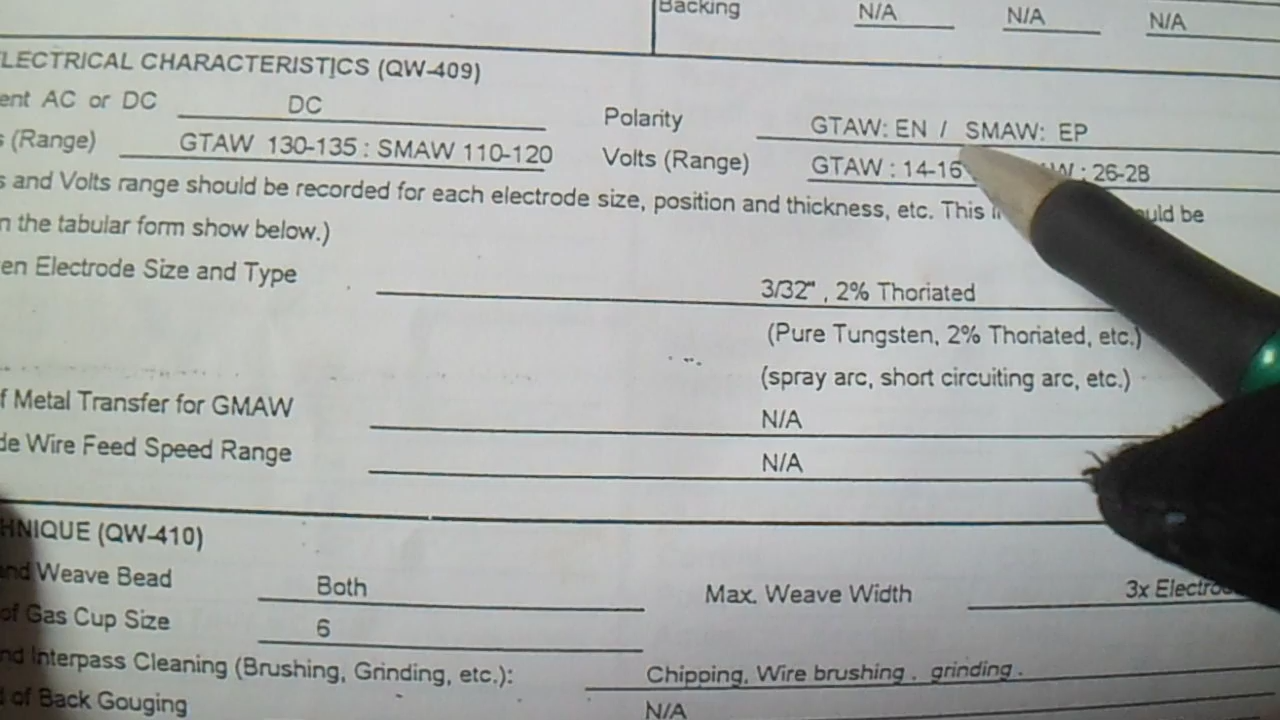 Backing N/A N/A N/A
LECTRICAL CHARACTERISTICS (QW-409)
ent AC or DC DC Polarity GTAW: EN / SMAW: EP
s (Range) GTAW 130-135 : SMAW 110-120 Volts (Range) GTAW : 14-16 W : 26-28
s and Volts range should be recorded for each electrode size, position and thickness, etc. This uld be
n the tabular form show below.)
en Electrode Size and Type 3/32" , 2% Thoriated
(Pure Tungsten, 2% Thoriated, etc.)
(spray arc, short circuiting arc, etc.)
f Metal Transfer for GMAW N/A
de Wire Feed Speed Range N/A
HNIQUE (QW-410)
and Weave Bead Both Max. Weave Width 3x Electro
of Gas Cup Size 6
nd Interpass Cleaning (Brushing, Grinding, etc.): Chipping, Wire brushing , grinding .
d of Back Gouging N/A